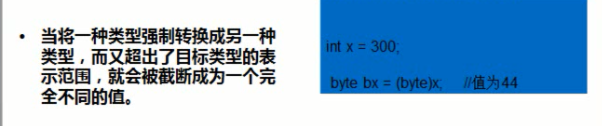 • 当将一种类型强制转换成另一种
类型，而又超出了目标类型的表
示范围，就会被截断成为一个完
全不同的值。
int x = 300;
byte bx = (byte)x; //值为44